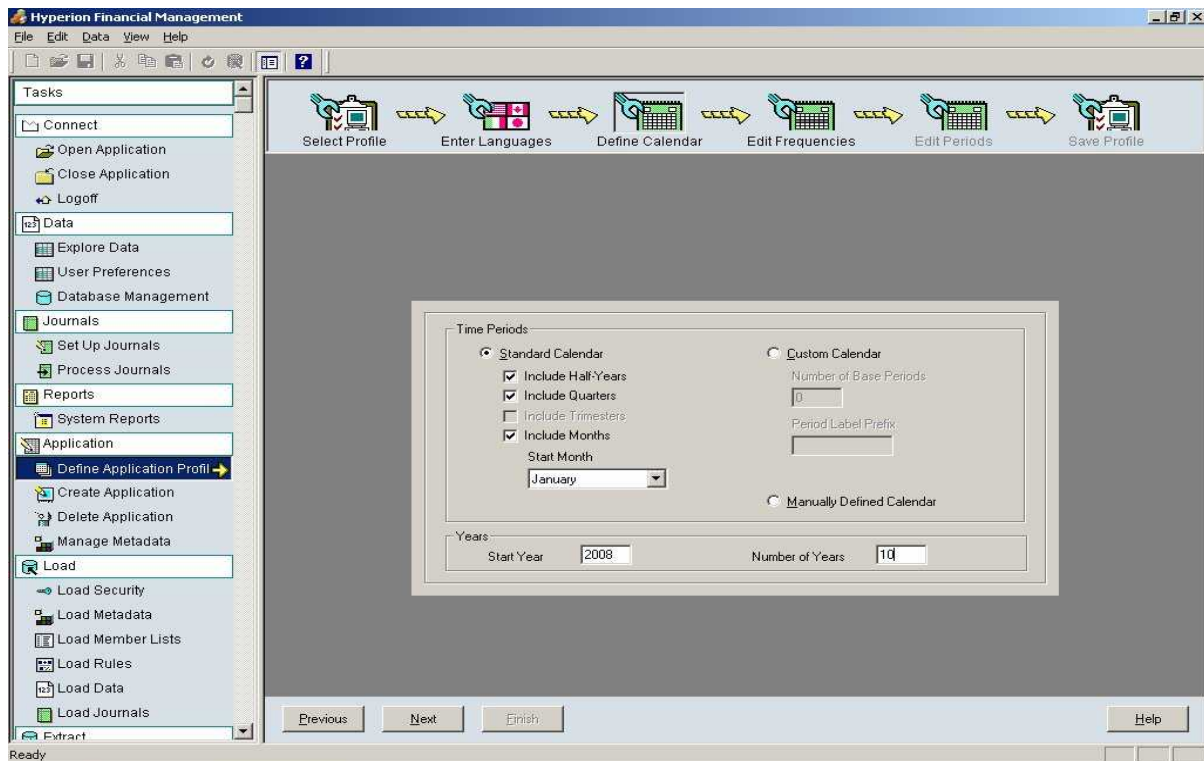 Hyperion Financial Management
File Edit Data View Help
Tasks
Connect
Open Application
Close Application
Logoff
123 Data
Explore Data
User Preferences
Database Management
Journals
Set Up Journals
Process Journals
Reports
System Reports
Application
Define Application Profil
Create Application
Delete Application
Manage Metadata
Load
Load Security
Load Metadata
Load Member Lists
Load Rules
123 Load Data
Load Journals
Extract
Select Profile
Enter Languages
Define Calendar
Edit Frequencies
Edit Periods
Save Profile
Time Periods
Standard Calendar
Include Half-Years
Include Quarters
Include Trimesters
Include Months
Start Month
January
Custom Calendar
Number of Base Periods
0
Period Label Prefix
Manually Defined Calendar
Years
Start Year 2008 Number of Years 10
Previous Next Finish Help
Ready